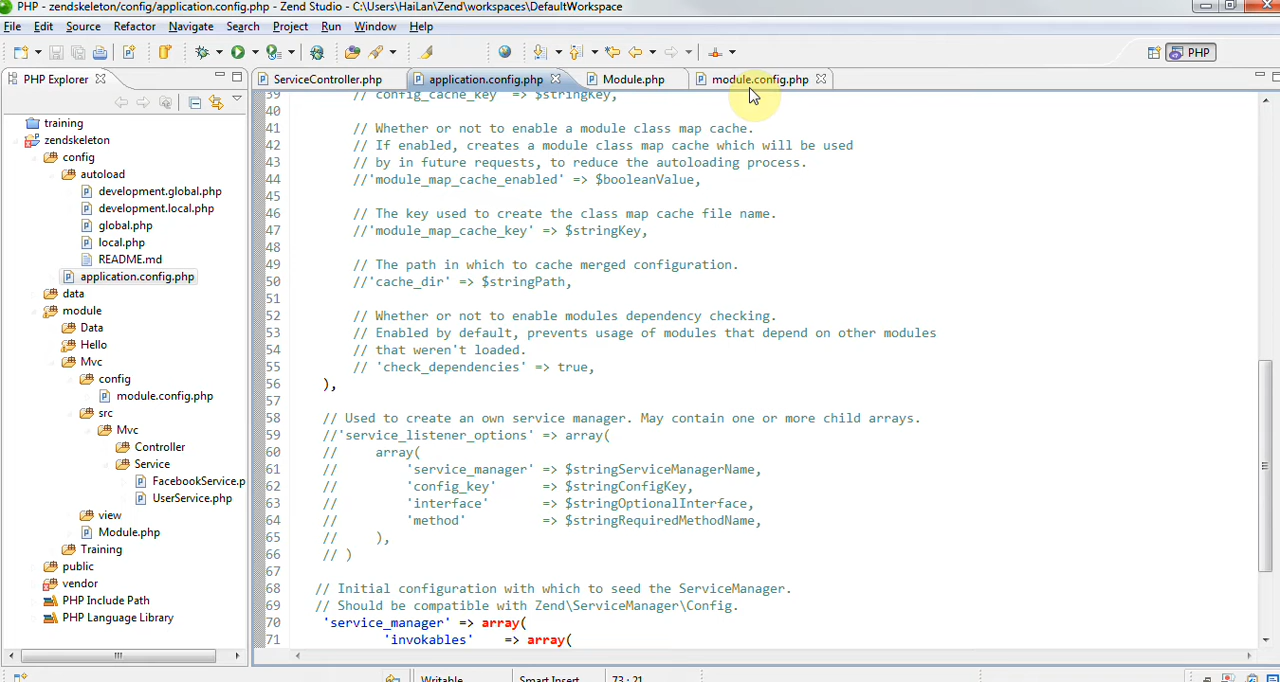 PHP - zendskeleton/config/application.config.php - Zend Studio - C:\Users\HaiLan\Zend\workspaces\DefaultWorkspace
File Edit Source Refactor Navigate Search Project Run Window Help
PHP
PHP Explorer
ServiceController.php
application.config.php
Module.php
module.config.php
training
zendskeleton
config
autoload
development.global.php
development.local.php
global.php
local.php
README.md
application.config.php
data
module
Data
Hello
Mvc
config
module.config.php
src
Mvc
Controller
Service
FacebookService.p
UserService.php
view
Module.php
Training
public
vendor
PHP Include Path
PHP Language Library
39 // config_cache_key' => $stringKey,
40
41 // Whether or not to enable a module class map cache.
42 // If enabled, creates a module class map cache which will be used
43 // by in future requests, to reduce the autoloading process.
44 //'module_map_cache_enabled' => $booleanValue,
45
46 // The key used to create the class map cache file name.
47 //'module_map_cache_key' => $stringKey,
48
49 // The path in which to cache merged configuration.
50 //'cache_dir' => $stringPath,
51
52 // Whether or not to enable modules dependency checking.
53 // Enabled by default, prevents usage of modules that depend on other modules
54 // that weren't loaded.
55 // 'check_dependencies' => true,
56 ),
57
58 // Used to create an own service manager. May contain one or more child arrays.
59 //'service_listener_options' => array(
60 // array(
61 // 'service_manager' => $stringServiceManagerName,
62 // 'config_key' => $stringConfigKey,
63 // 'interface' => $stringOptionalInterface,
64 // 'method' => $stringRequiredMethodName,
65 // ),
66 // )
67
68 // Initial configuration with which to seed the ServiceManager.
69 // Should be compatible with Zend\ServiceManager\Config.
70 'service_manager' => array(
71 'invokables' => array(
Writable Smart Insert 73 : 21